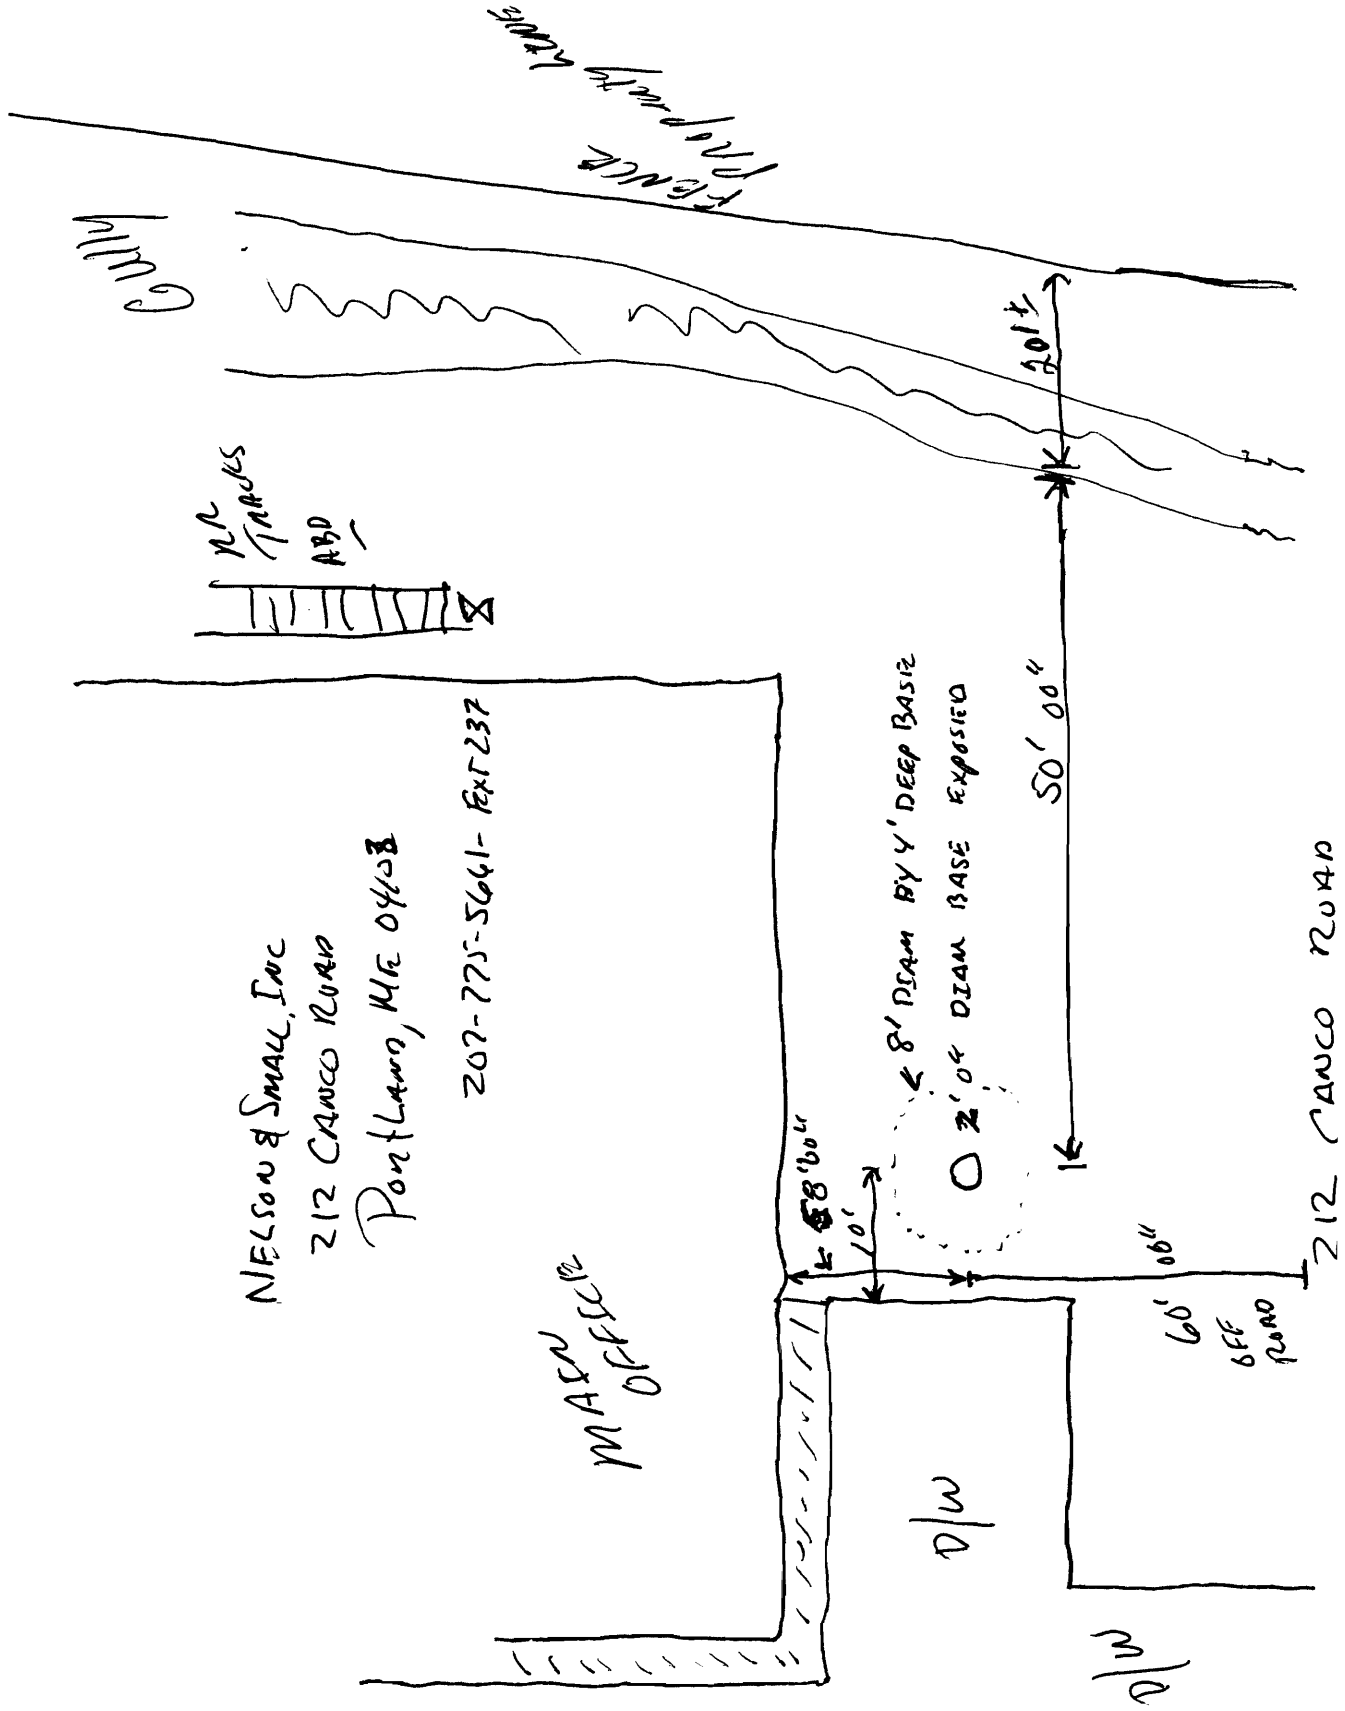 NELSON & SMALL, INC
212 CANCO ROAD
PORTLAND, ME 04103
207-775-5661- EXT 237
MAIN
OFFICE
RR
TRACKS
ABD
GULLY
FENCE
PROPERTY LINE
8' 00"
10'
8' DIAM BY 4' DEEP BASE
2' 0" DIAM BASE EXPOSED
50' 00"
20' ±
60' 00"
OFF
ROAD
D/W
D/W
212 CANCO ROAD